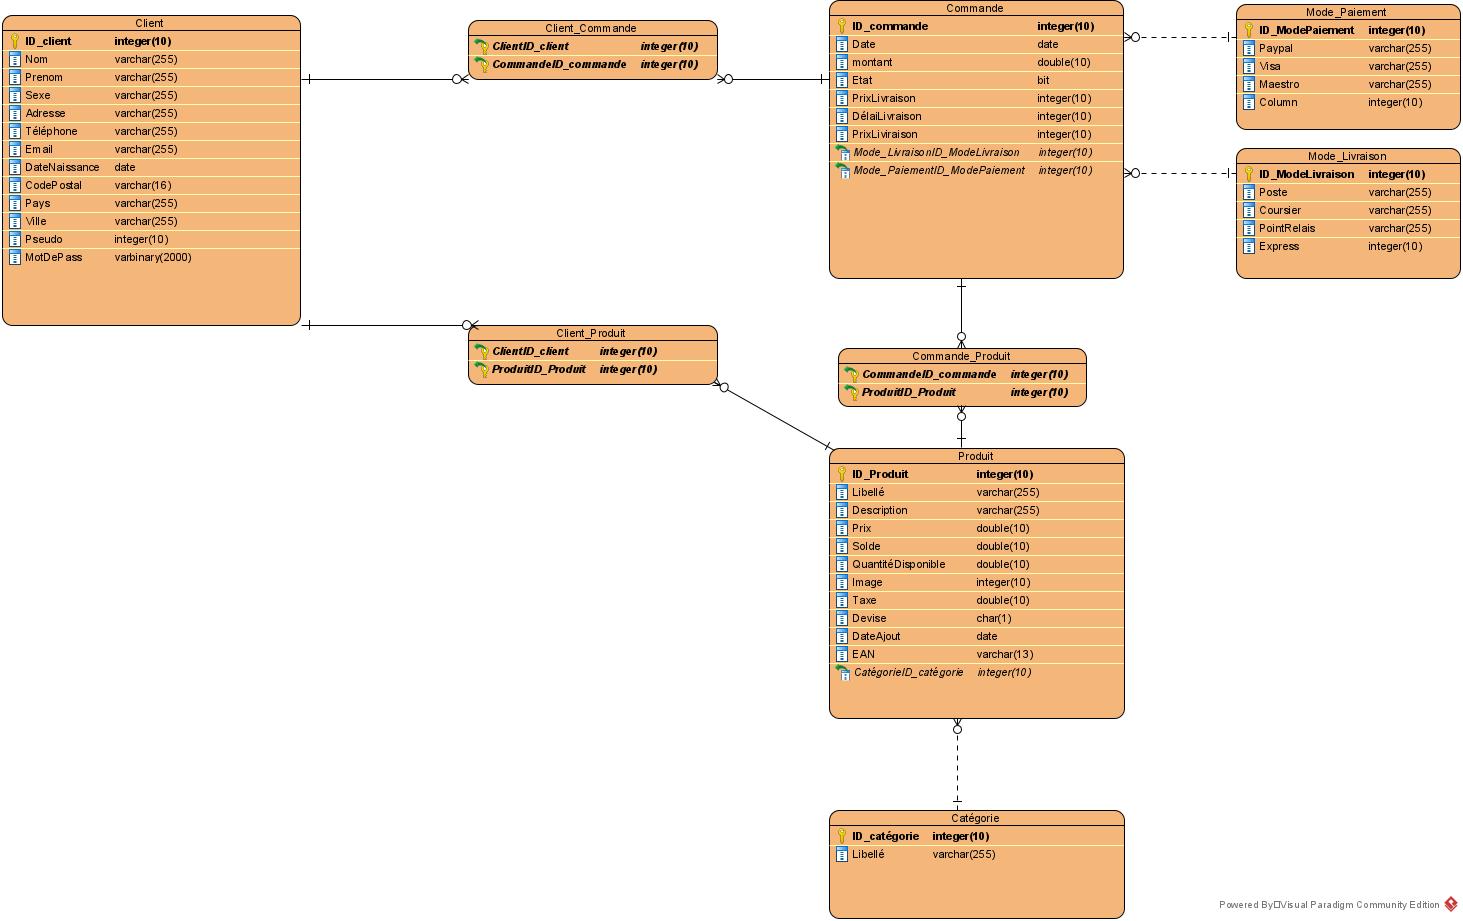 Client
ID_client integer(10)
Nom varchar(255)
Prenom varchar(255)
Sexe varchar(255)
Adresse varchar(255)
Téléphone varchar(255)
Email varchar(255)
DateNaissance date
CodePostal varchar(16)
Pays varchar(255)
Ville varchar(255)
Pseudo integer(10)
MotDePass varbinary(2000)
Client_Commande
ClientID_client integer(10)
CommandeID_commande integer(10)
Commande
ID_commande integer(10)
Date date
montant double(10)
Etat bit
PrixLivraison integer(10)
DélaiLivraison integer(10)
PrixLiviraison integer(10)
Mode_LivraisonID_ModeLivraison integer(10)
Mode_PaiementID_ModePaiement integer(10)
Mode_Paiement
ID_ModePaiement integer(10)
Paypal varchar(255)
Visa varchar(255)
Maestro varchar(255)
Column integer(10)
Mode_Livraison
ID_ModeLivraison integer(10)
Poste varchar(255)
Coursier varchar(255)
PointRelais varchar(255)
Express integer(10)
Client_Produit
ClientID_client integer(10)
ProduitID_Produit integer(10)
Commande_Produit
CommandeID_commande integer(10)
ProduitID_Produit integer(10)
Produit
ID_Produit integer(10)
Libellé varchar(255)
Description varchar(255)
Prix double(10)
Solde double(10)
QuantitéDisponible double(10)
Image integer(10)
Taxe double(10)
Devise char(1)
DateAjout date
EAN varchar(13)
CatégorieID_catégorie integer(10)
Catégorie
ID_catégorie integer(10)
Libellé varchar(255)
Powered By□Visual Paradigm Community Edition